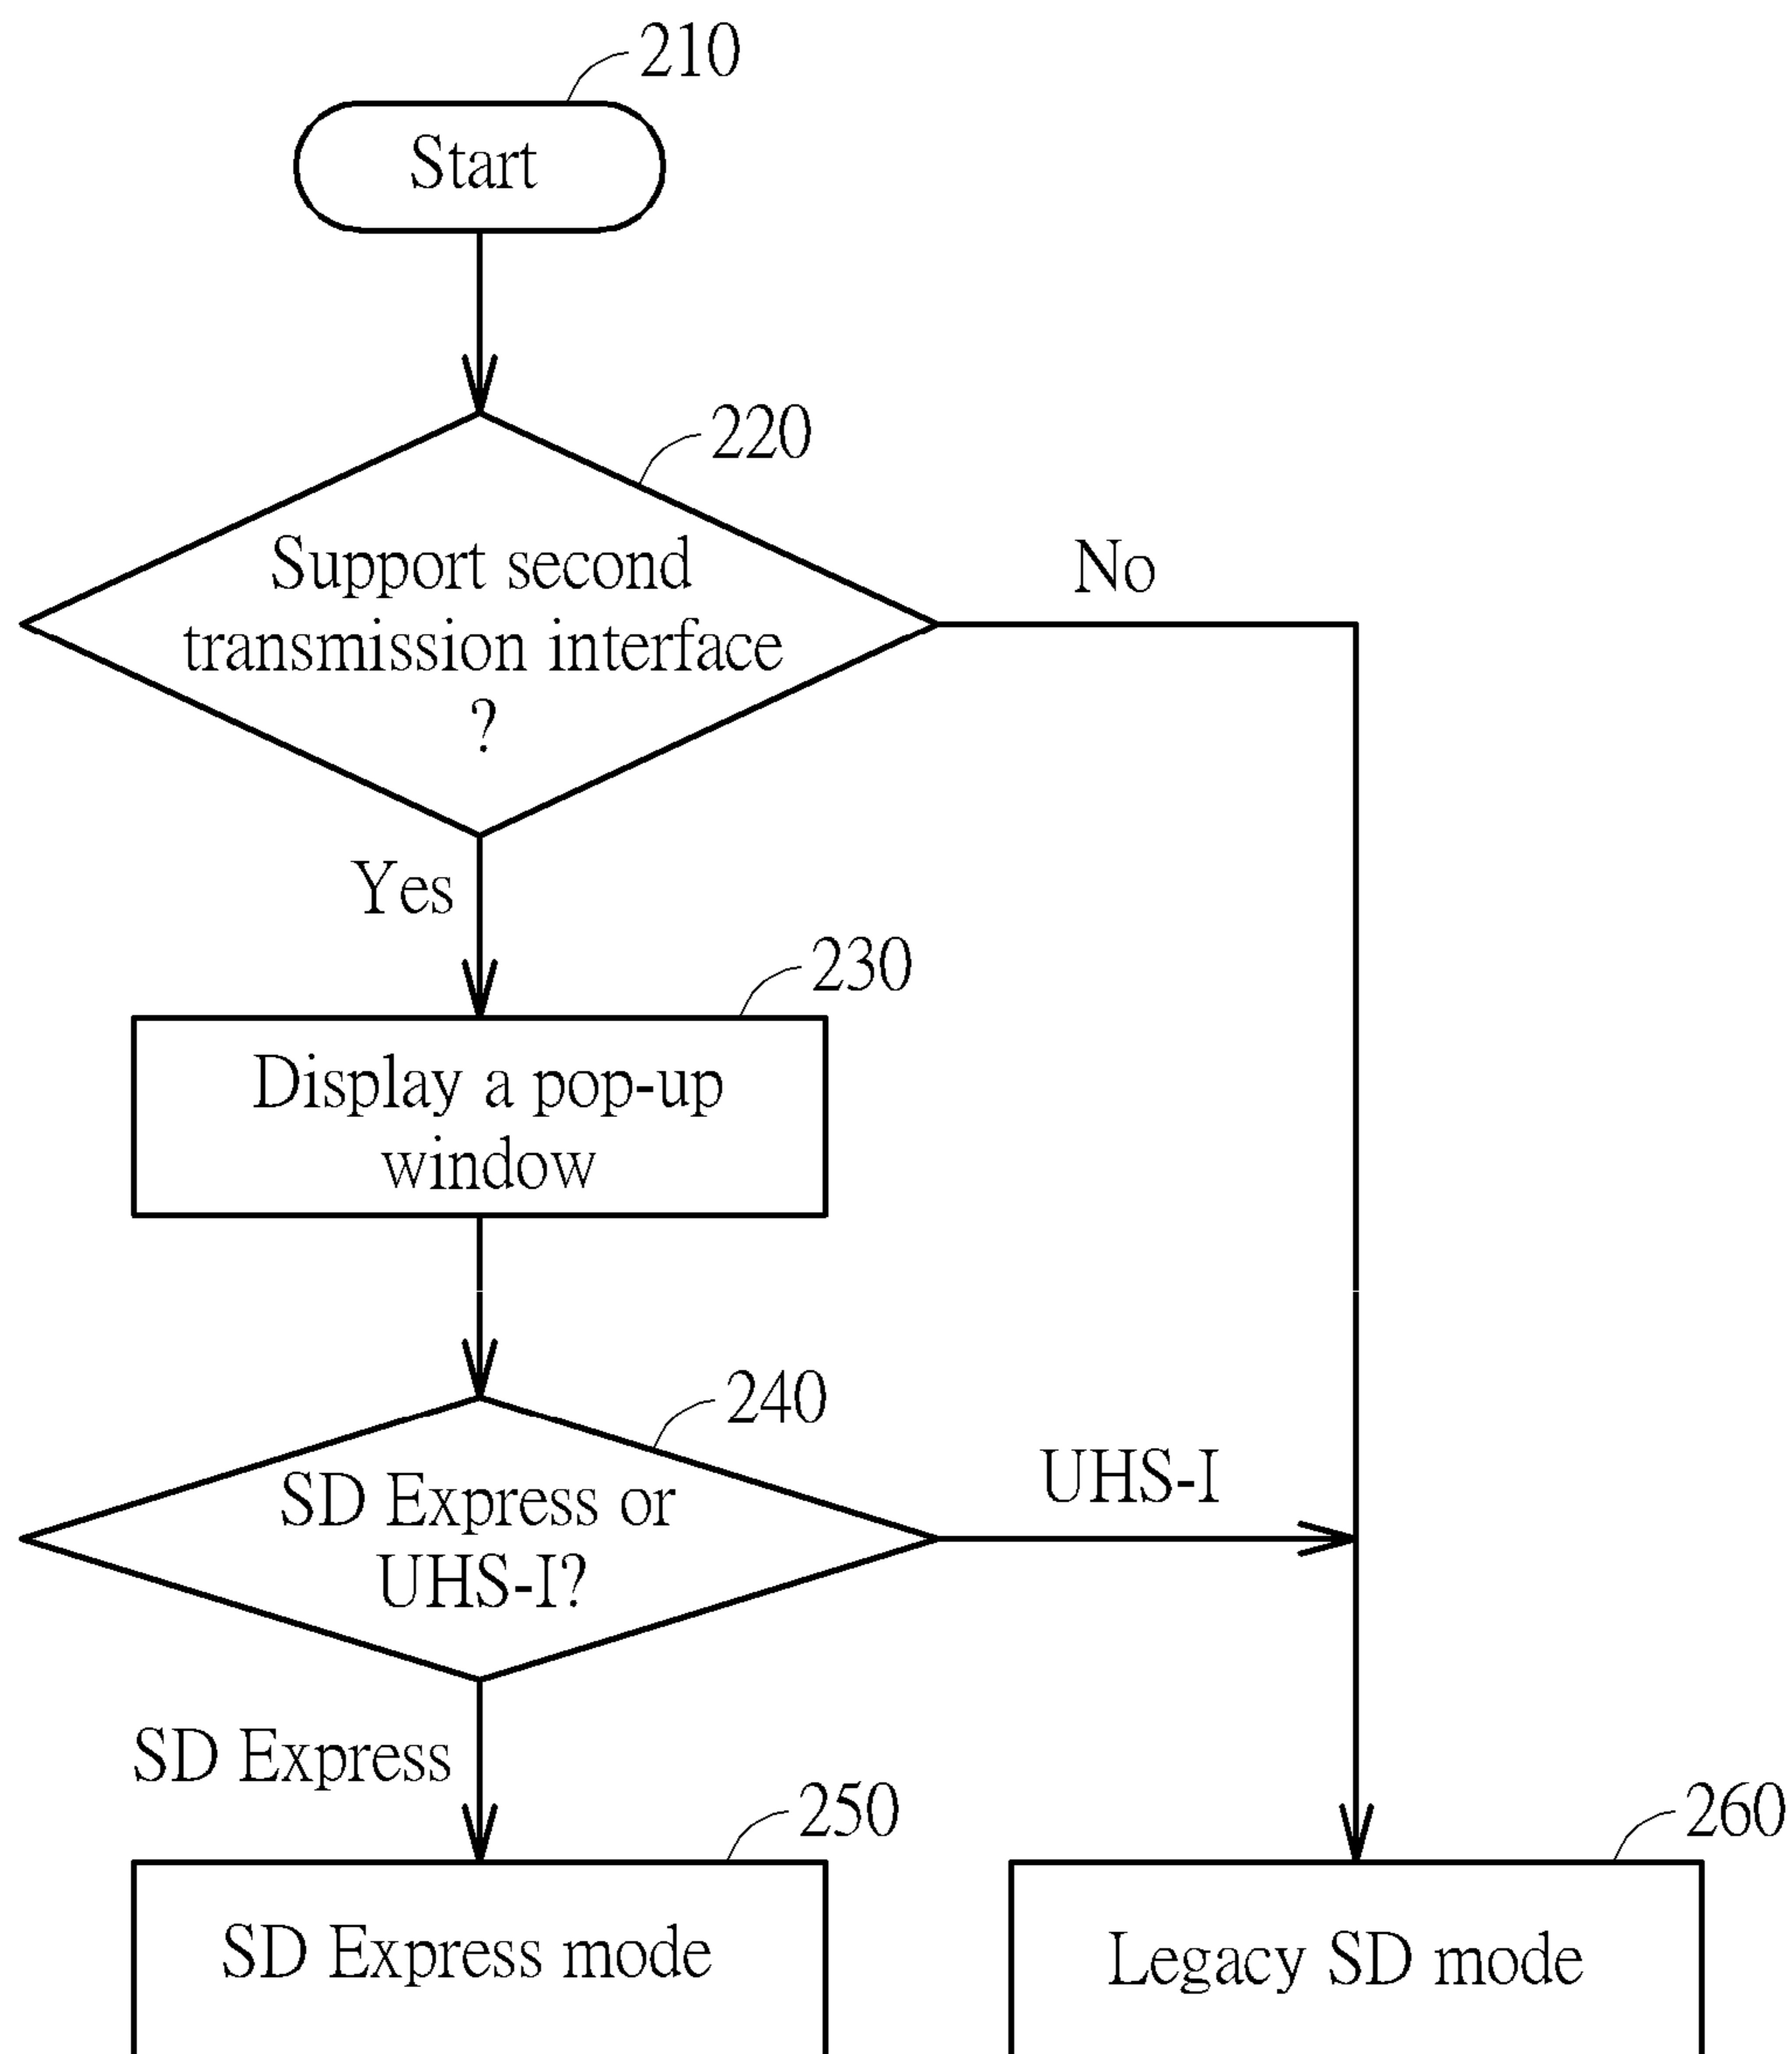 210
Start
220
Support second
transmission interface
?
No
Yes
230
Display a pop-up
window
240
SD Express or
UHS-I?
UHS-I
SD Express
250
SD Express mode
260
Legacy SD mode